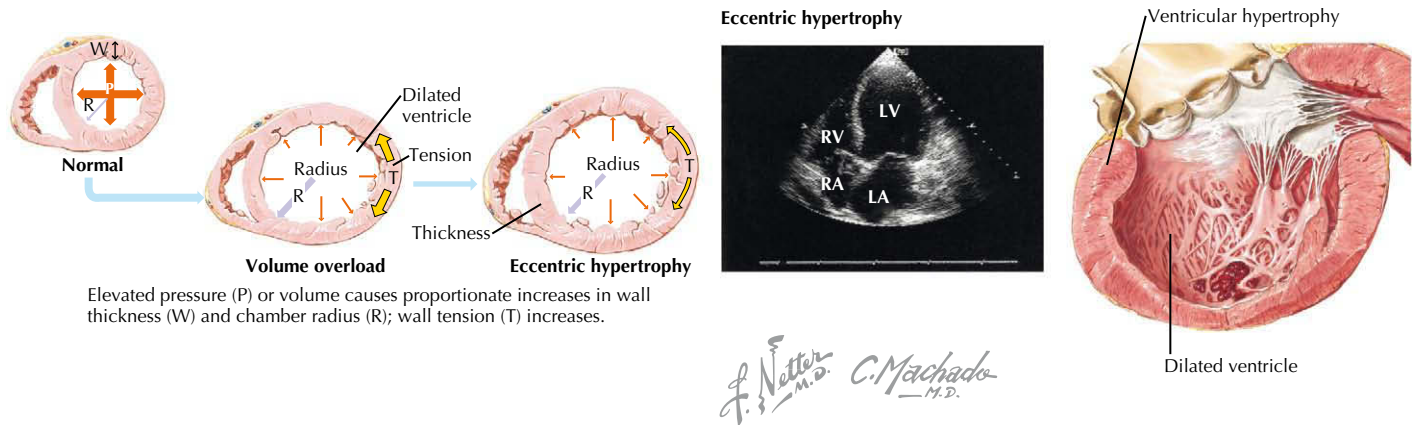 W
P
R
Normal
Dilated
ventricle
Tension
T
Radius
R
Volume overload
Radius
R
T
Thickness
Eccentric hypertrophy
Elevated pressure (P) or volume causes proportionate increases in wall
thickness (W) and chamber radius (R); wall tension (T) increases.
Eccentric hypertrophy
LV
RV
RA
LA
Ventricular hypertrophy
Dilated ventricle
F. Netter
M.D.
C. Machado
M.D.